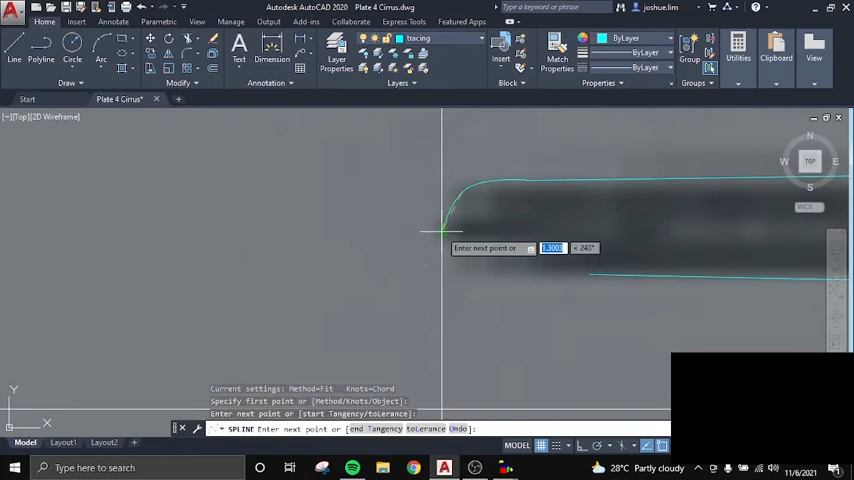 Autodesk AutoCAD 2020 Plate 4 Cirrus.dwg
Type a keyword or phrase
joshue.lim
Home Insert Annotate Parametric View Manage Output Add-ins Collaborate Express Tools Featured Apps
tracing
ByLayer
ByLayer
ByLayer
Line Polyline Circle Arc Text Dimension Layer Properties Insert Match Properties Group Utilities Clipboard View
Draw Modify Annotation Layers Block Properties Groups
Start Plate 4 Cirrus*
[−][Top][2D Wireframe]
N
W TOP E
S
WCS
Enter next point or 1.3003 < 243°
Y
X
Current settings: Method=Fit Knots=Chord
Specify first point or [Method/Knots/Object]:
Enter next point or [start Tangency/toLerance]:
SPLINE Enter next point or [end Tangency toLerance Undo]:
Model Layout1 Layout2
MODEL
Type here to search
28°C Partly cloudy
11/6/2021